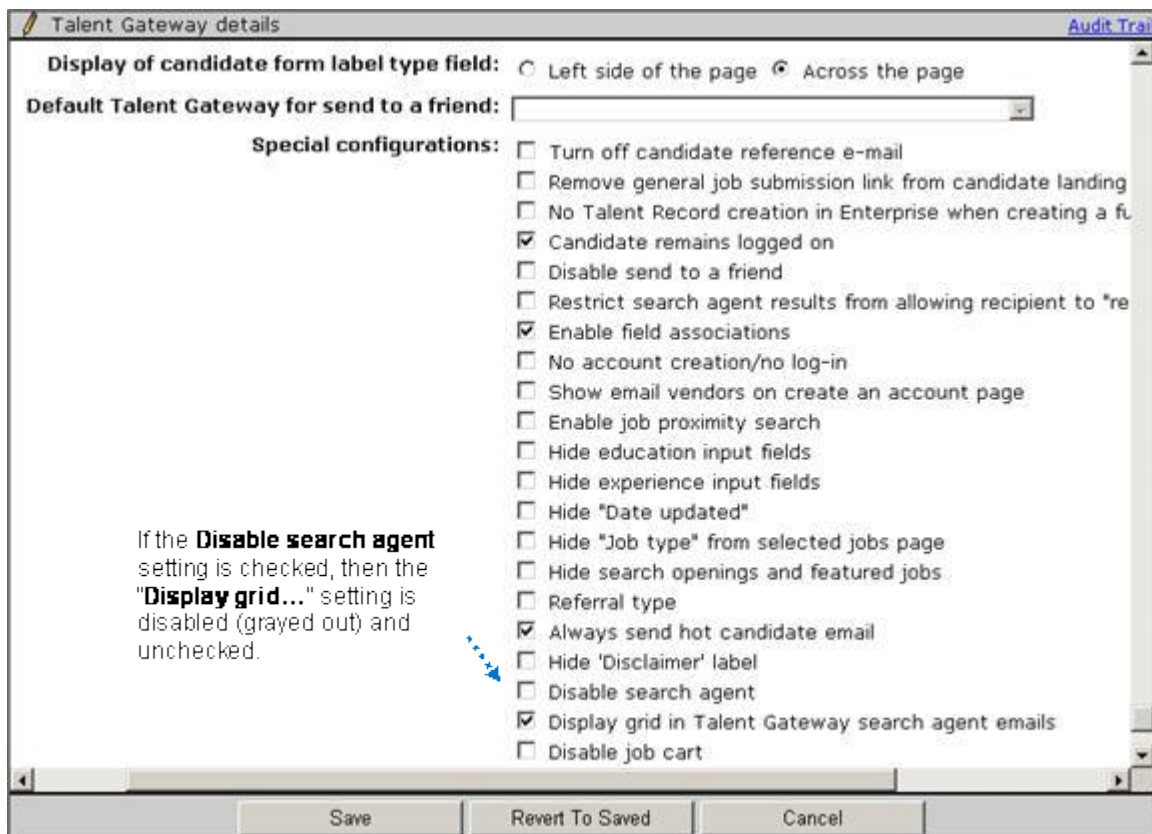 Talent Gateway details
Audit Trai
Display of candidate form label type field: Left side of the page Across the page
Default Talent Gateway for send to a friend:
Special configurations: Turn off candidate reference e-mail
Remove general job submission link from candidate landing
No Talent Record creation in Enterprise when creating a fu
Candidate remains logged on
Disable send to a friend
Restrict search agent results from allowing recipient to "re
Enable field associations
No account creation/no log-in
Show email vendors on create an account page
Enable job proximity search
Hide education input fields
Hide experience input fields
Hide "Date updated"
Hide "Job type" from selected jobs page
Hide search openings and featured jobs
Referral type
Always send hot candidate email
Hide 'Disclaimer' label
Disable search agent
Display grid in Talent Gateway search agent emails
Disable job cart
If the Disable search agent
setting is checked, then the
"Display grid..." setting is
disabled (grayed out) and
unchecked.
Save Revert To Saved Cancel